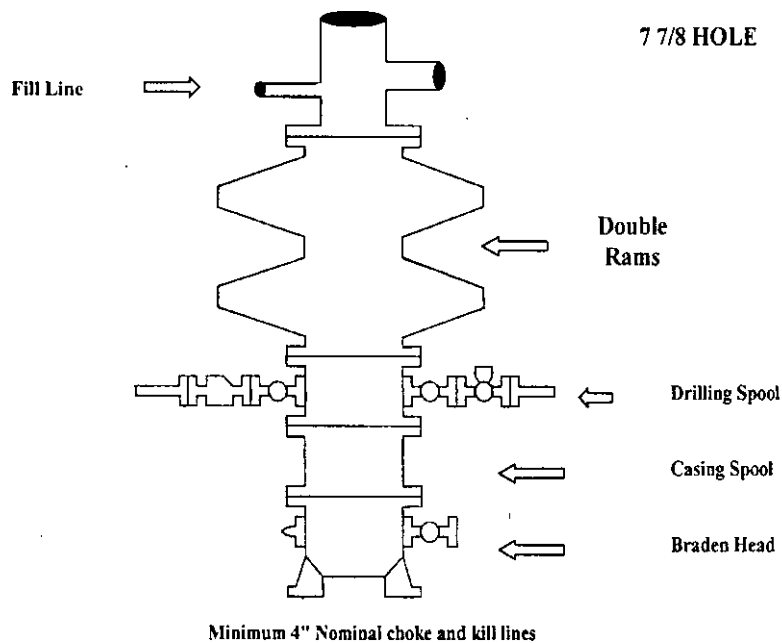 7 7/8 HOLE
Fill Line
Double
Rams
Drilling Spool
Casing Spool
Braden Head
Minimum 4" Nominal choke and kill lines